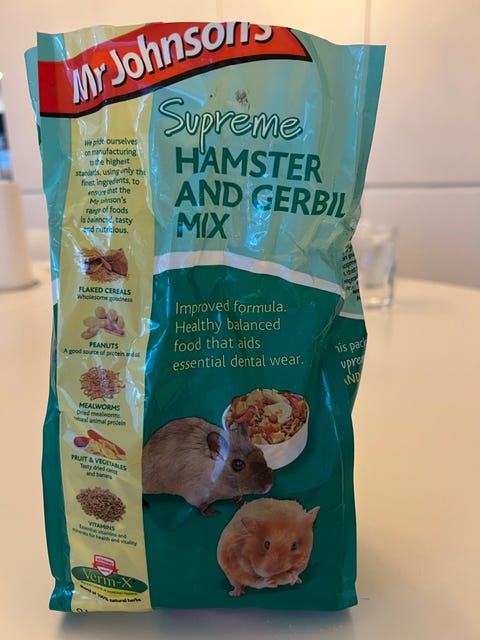 Mr Johnson's
Supreme
HAMSTER
AND GERBIL
MIX
We pride ourselves
on manufacturing
to the highest
standards, using only the
finest ingredients, to
ensure that the
Mr Johnson's
range of foods
is balanced, tasty
and nutritious.
FLAKED CEREALS
Wholesome goodness
PEANUTS
A good source of protein and oil
MEALWORMS
Dried mealworms,
natural animal protein
FRUIT & VEGETABLES
Tasty dried carrot
and banana
VITAMINS
Essential vitamins and
minerals for health and vitality
Verm-X
Improved formula.
Healthy balanced
food that aids
essential dental wear.